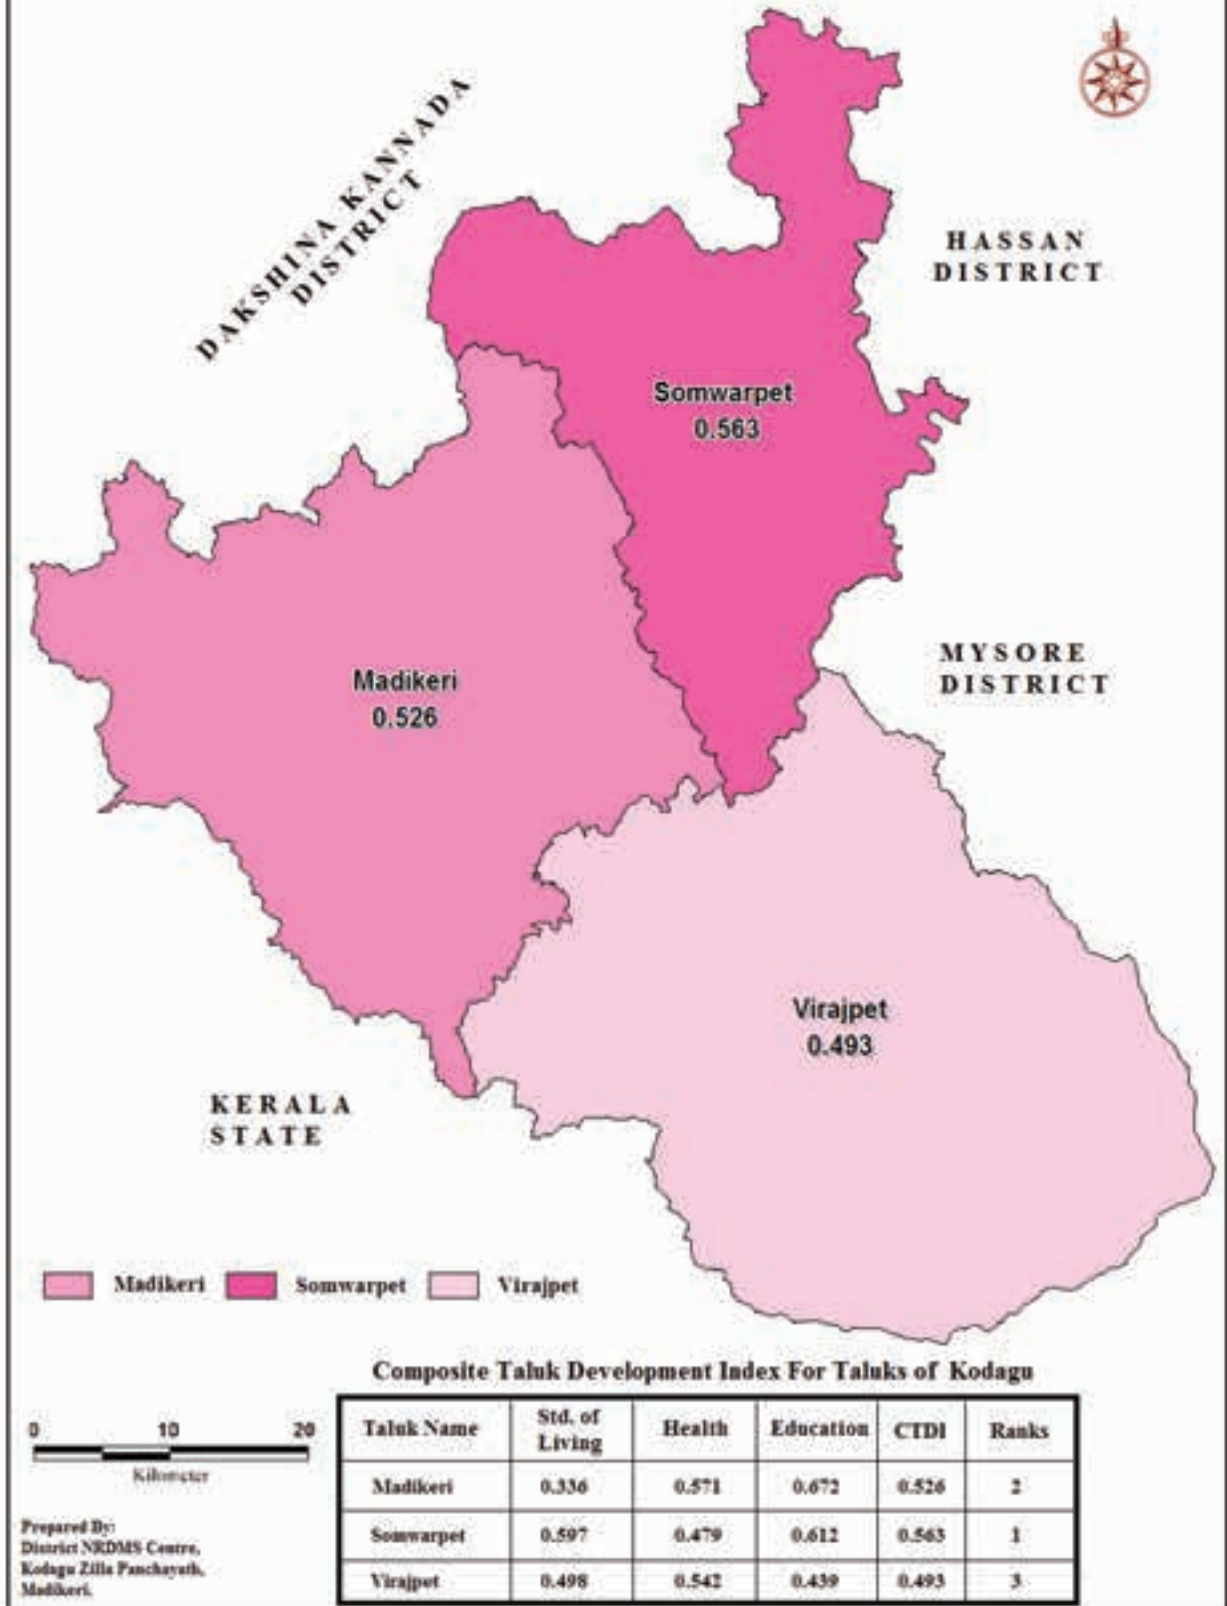 DAKSHINA KANNADA
DISTRICT
HASSAN
DISTRICT
Somwarpet
0.563
MYSORE
DISTRICT
Madikeri
0.526
Virajpet
0.493
KERALA
STATE
Madikeri Somwarpet Virajpet
Composite Taluk Development Index For Taluks of Kodagu
0 10 20
Kilometer
Taluk Name Std. of Living Health Education CTDI Ranks
Madikeri 0.336 0.571 0.672 0.526 2
Somwarpet 0.597 0.479 0.612 0.563 1
Virajpet 0.498 0.542 0.439 0.493 3
Prepared By:
District NRDMS Centre,
Kodagu Zilla Panchayath,
Madikeri.